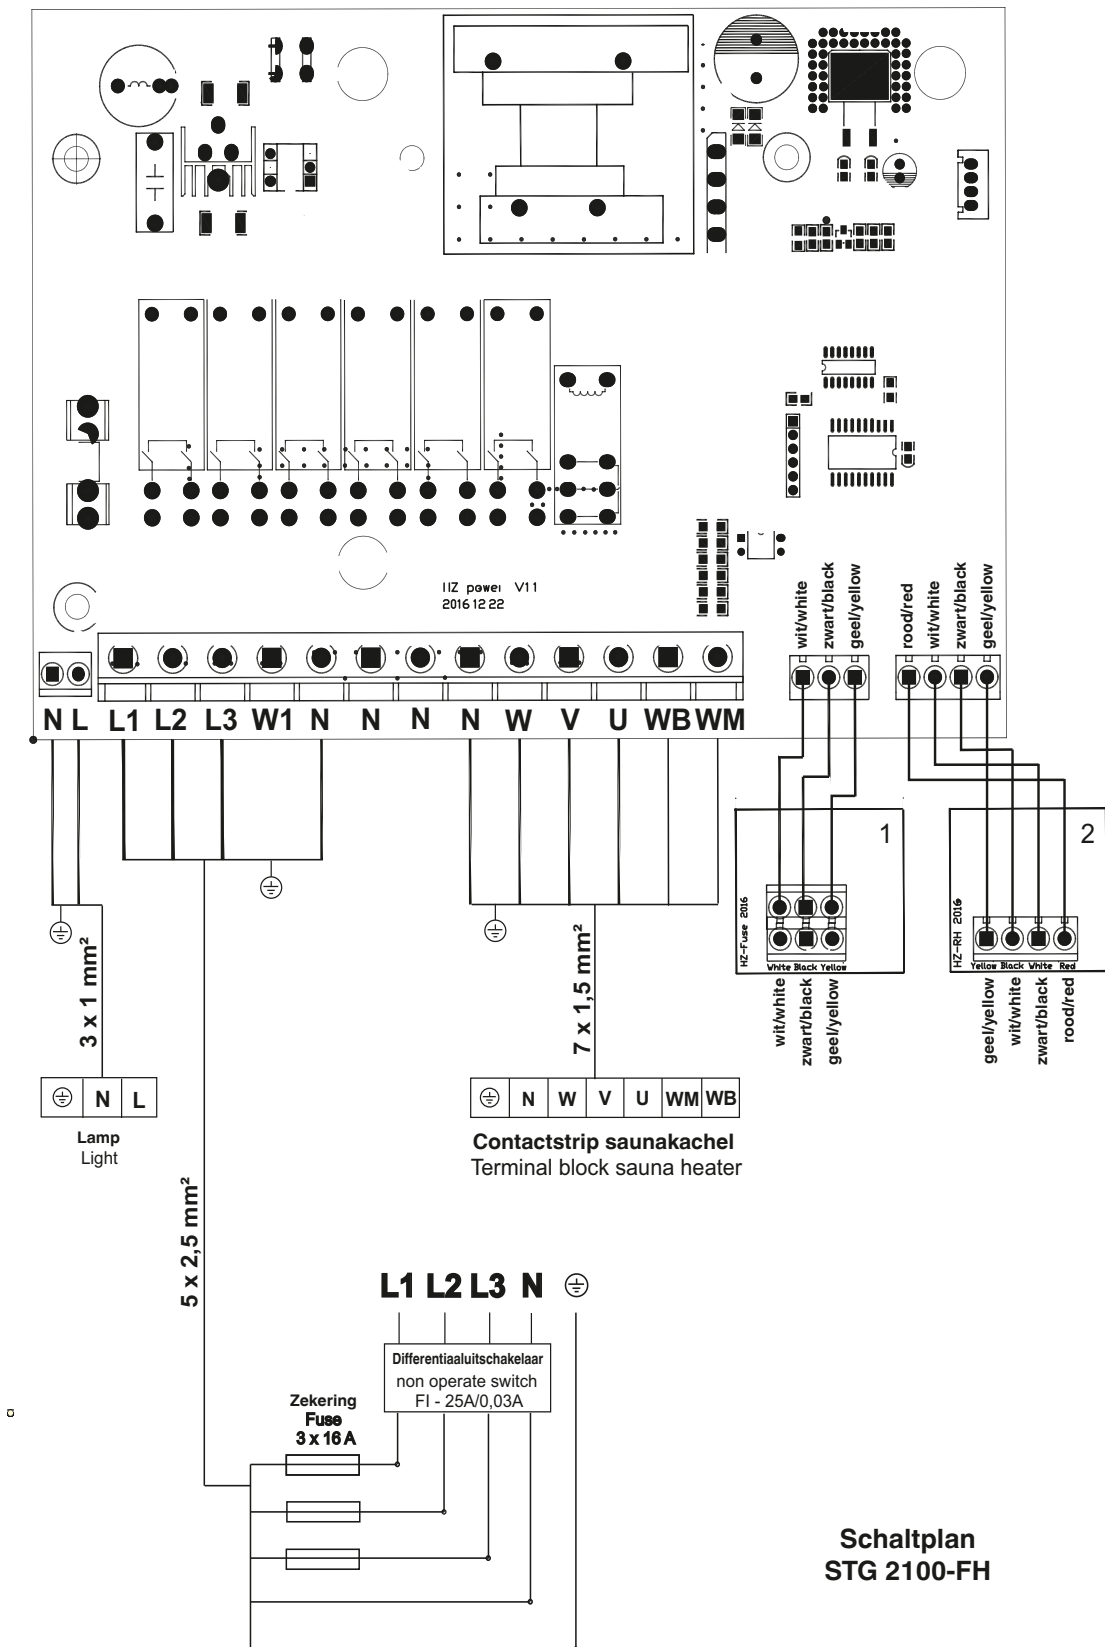 IIZ power V11
2016 12 22
wit/white
zwart/black
geel/yellow
rood/red
wit/white
zwart/black
geel/yellow
N L L1 L2 L3 W1 N N N N W V U WB WM
1
2
HZ-Fuse 2016
White Black Yellow
HZ-RH 2016
Yellow Black White Red
wit/white
zwart/black
geel/yellow
geel/yellow
wit/white
zwart/black
rood/red
3 x 1 mm²
7 x 1,5 mm²
N L
Lamp
Light
N W V U WM WB
Contactstrip saunakachel
Terminal block sauna heater
5 x 2,5 mm²
L1 L2 L3 N
Differentiaaluitschakelaar
non operate switch
FI - 25A/0,03A
Zekering
Fuse
3 x 16 A
Schaltplan
STG 2100-FH